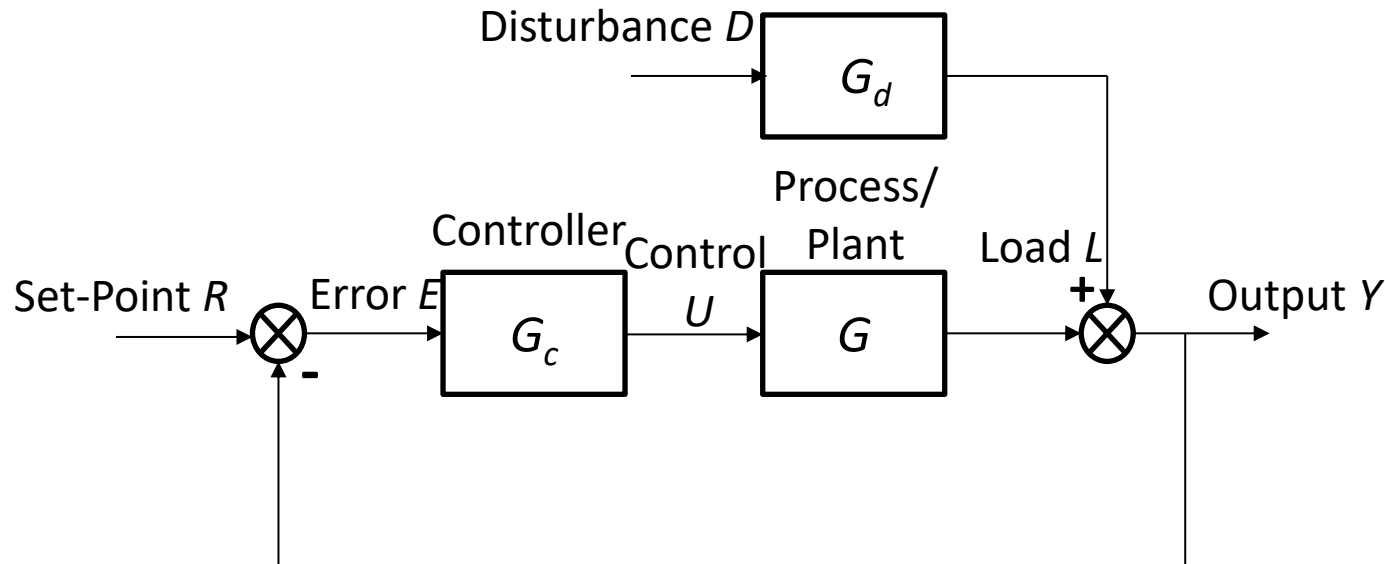 Disturbance D
G_d
Process/
Plant
Controller
Control
U
Load L
+
Set-Point R
Error E
G_c
G
Output Y
-